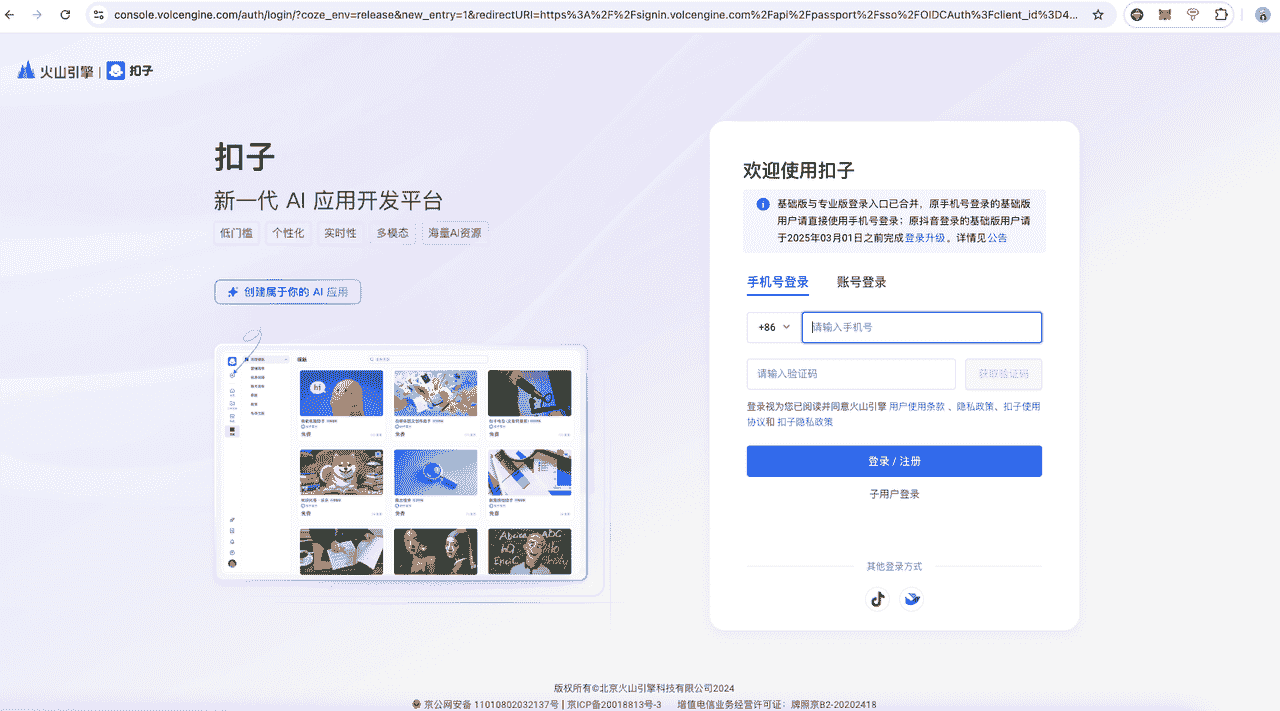 console.volcengine.com/auth/login/?coze_env=release&new_entry=1&redirectURI=https%3A%2F%2Fsignin.volcengine.com%2Fapi%2Fpassport%2Fsso%2FOIDCAuth%3Fclient_id%3D4...
火山引擎 | 扣子
扣子
新一代 AI 应用开发平台
低门槛 个性化 实时性 多模态 海量AI资源
创建属于你的 AI 应用
欢迎使用扣子
基础版与专业版登录入口已合并，原手机号登录的基础版
用户请直接使用手机号登录；原抖音登录的基础版用户请
于2025年03月01日之前完成登录升级。详情见公告
手机号登录 账号登录
+86 请输入手机号
请输入验证码 获取验证码
登录视为您已阅读并同意火山引擎 用户使用条款 、隐私政策、扣子使用
协议和 扣子隐私政策
登录 / 注册
子用户登录
其他登录方式
版权所有©北京火山引擎科技有限公司2024
京公网安备 11010802032137号 | 京ICP备20018813号-3 增值电信业务经营许可证：牌照京B2-20202418